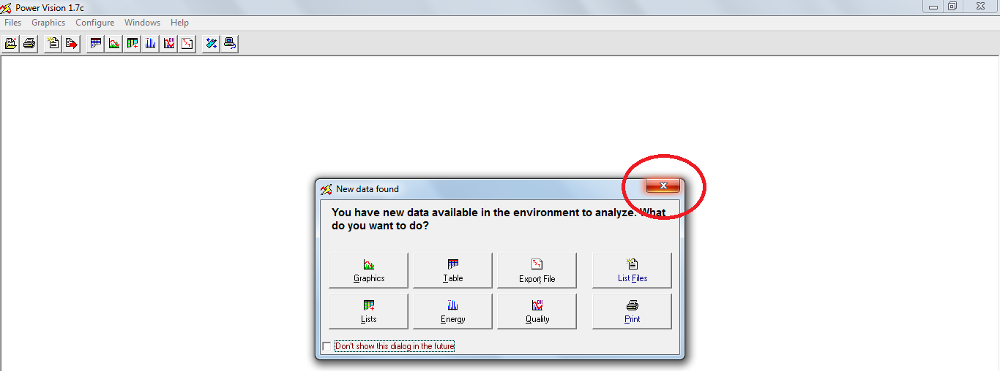 Power Vision 1.7c
Files Graphics Configure Windows Help
New data found
You have new data available in the environment to analyze. What
do you want to do?
Graphics Table Export File List Files
Lists Energy Quality Print
Don't show this dialog in the future